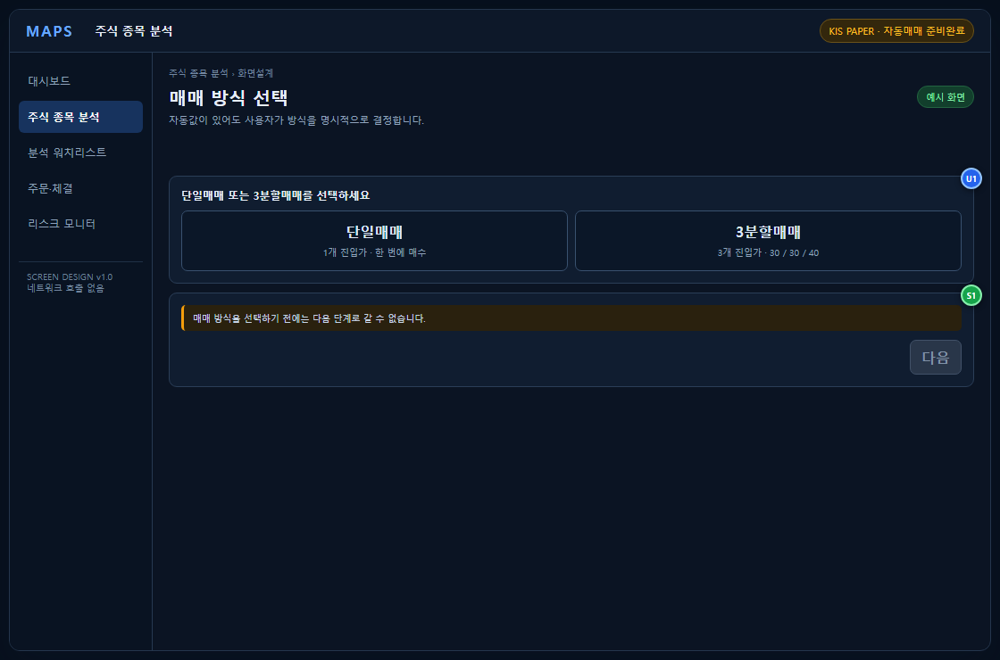 MAPS 주식 종목 분석 KIS PAPER · 자동매매 준비완료
대시보드
주식 종목 분석
분석 워치리스트
주문·체결
리스크 모니터
SCREEN DESIGN v1.0
네트워크 호출 없음
주식 종목 분석 › 화면설계
매매 방식 선택
예시 화면
자동값이 있어도 사용자가 방식을 명시적으로 결정합니다.
U1
단일매매 또는 3분할매매를 선택하세요
단일매매
1개 진입가 · 한 번에 매수
3분할매매
3개 진입가 · 30 / 30 / 40
S1
매매 방식을 선택하기 전에는 다음 단계로 갈 수 없습니다.
다음